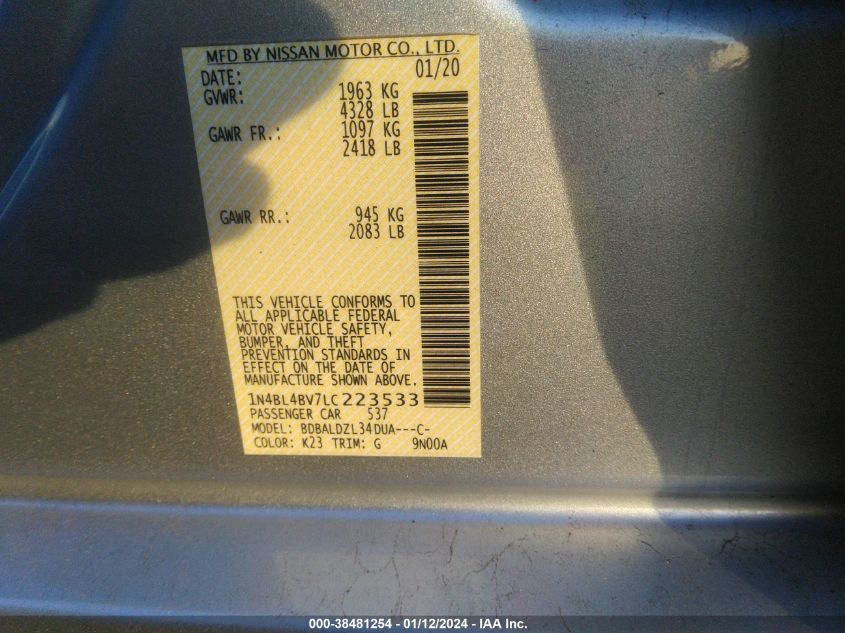 MFD BY NISSAN MOTOR CO., LTD.
DATE: 01/20
GVWR: 1963 KG
4328 LB
GAWR FR.: 1097 KG
2418 LB
GAWR RR.: 945 KG
2083 LB
THIS VEHICLE CONFORMS TO
ALL APPLICABLE FEDERAL
MOTOR VEHICLE SAFETY,
BUMPER, AND THEFT
PREVENTION STANDARDS IN
EFFECT ON THE DATE OF
MANUFACTURE SHOWN ABOVE.
1N4BL4BV7LC223533
PASSENGER CAR 537
MODEL: BDBALDZL34DUA---C-
COLOR: K23 TRIM: G 9N00A
000-38481254 - 01/12/2024 - IAA Inc.